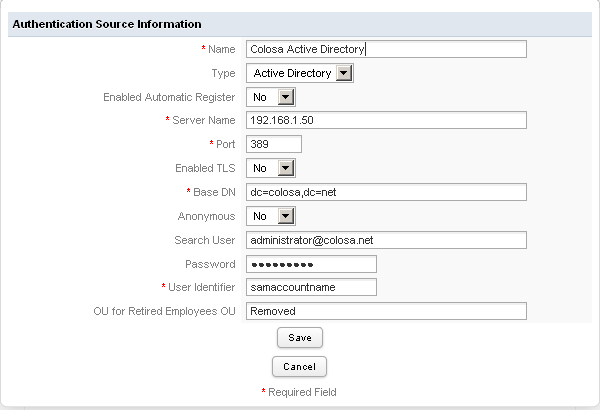 Authentication Source Information
* Name Colosa Active Directory
Type Active Directory
Enabled Automatic Register No
* Server Name 192.168.1.50
* Port 389
Enabled TLS No
* Base DN dc=colosa,dc=net
Anonymous No
Search User administrator@colosa.net
Password ●●●●●●●●●
* User Identifier samaccountname
OU for Retired Employees OU Removed
Save
Cancel
* Required Field